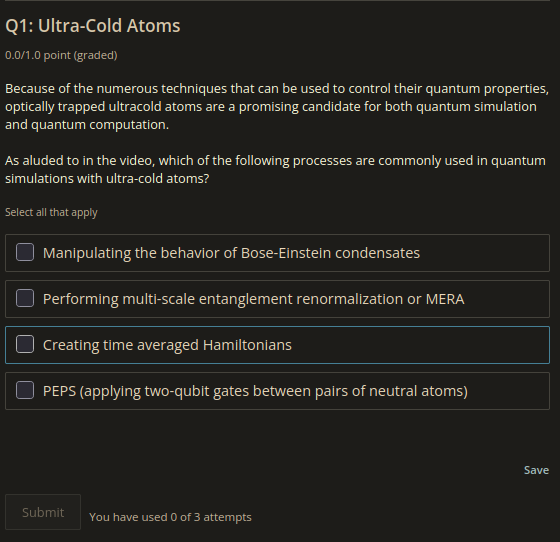 Q1: Ultra-Cold Atoms
0.0/1.0 point (graded)
Because of the numerous techniques that can be used to control their quantum properties,
optically trapped ultracold atoms are a promising candidate for both quantum simulation
and quantum computation.
As aluded to in the video, which of the following processes are commonly used in quantum
simulations with ultra-cold atoms?
Select all that apply
Manipulating the behavior of Bose-Einstein condensates
Performing multi-scale entanglement renormalization or MERA
Creating time averaged Hamiltonians
PEPS (applying two-qubit gates between pairs of neutral atoms)
Save
Submit
You have used 0 of 3 attempts